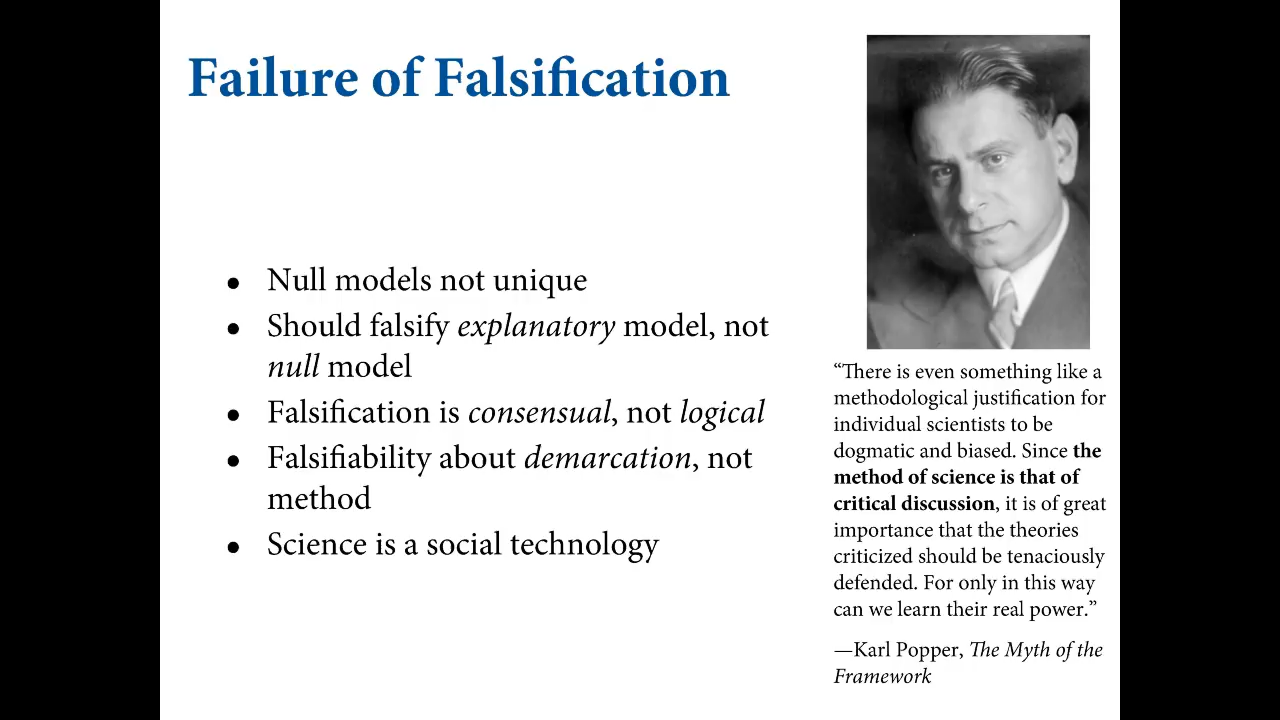 Failure of Falsification
• Null models not unique
• Should falsify explanatory model, not
null model
• Falsification is consensual, not logical
• Falsifiability about demarcation, not
method
• Science is a social technology
“There is even something like a
methodological justification for
individual scientists to be
dogmatic and biased. Since the
method of science is that of
critical discussion, it is of great
importance that the theories
criticized should be tenaciously
defended. For only in this way
can we learn their real power.”
—Karl Popper, The Myth of the
Framework